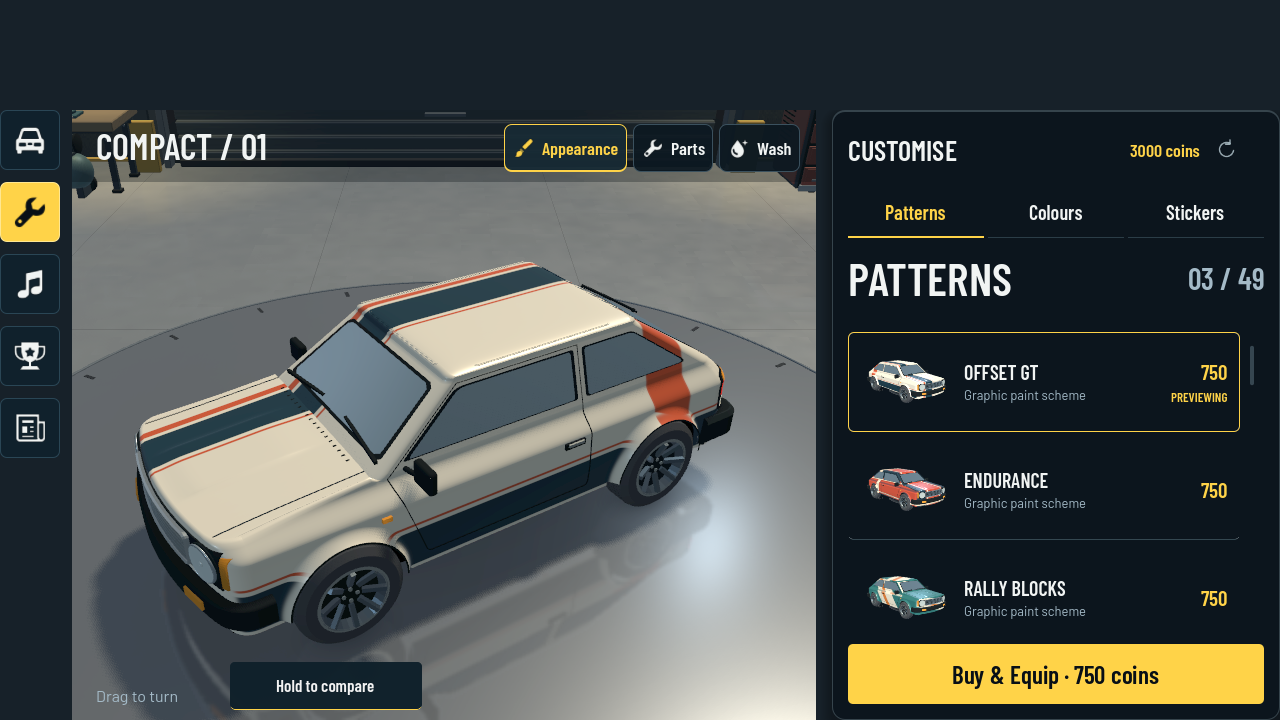 COMPACT / 01
Appearance
Parts
Wash
Drag to turn
Hold to compare
CUSTOMISE
3000 coins
Patterns
Colours
Stickers
PATTERNS
03 / 49
OFFSET GT
Graphic paint scheme
750
PREVIEWING
ENDURANCE
Graphic paint scheme
750
RALLY BLOCKS
Graphic paint scheme
750
Buy & Equip · 750 coins